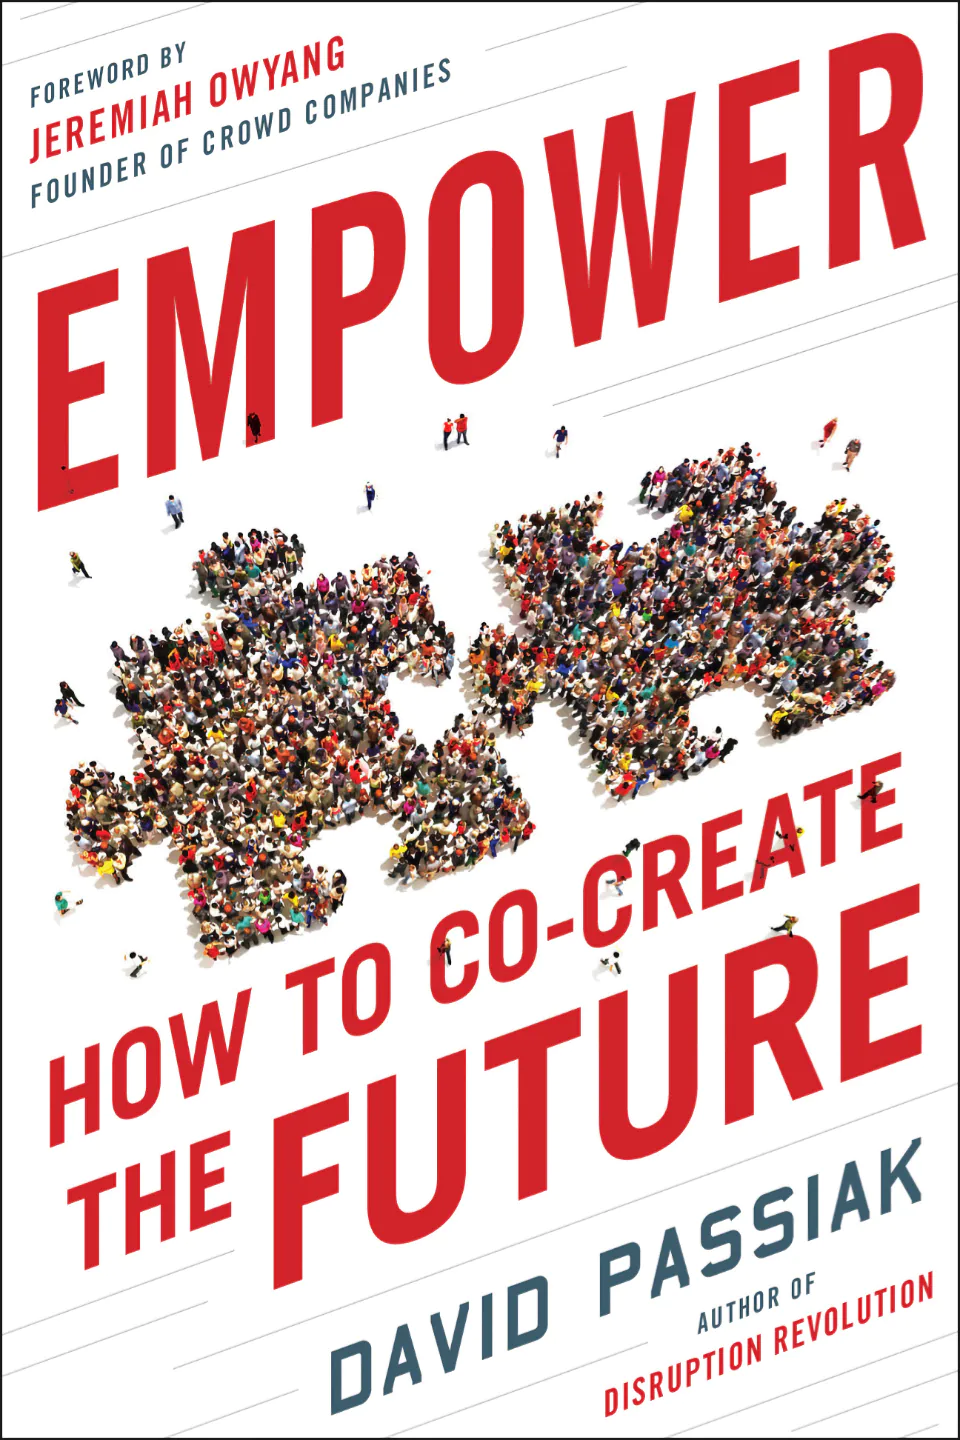 FOREWORD BY
JEREMIAH OWYANG
FOUNDER OF CROWD COMPANIES
EMPOWER
HOW TO CO-CREATE
THE FUTURE
DAVID PASSIAK
AUTHOR OF
DISRUPTION REVOLUTION